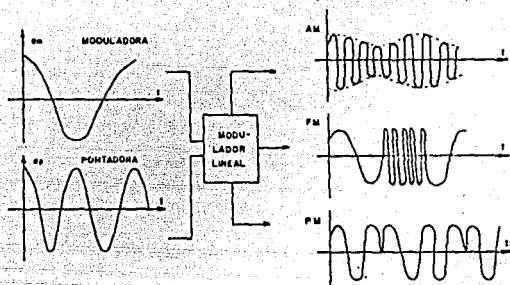 em MODULADORA
t
ep PORTADORA
t
MODU-
LADOR
LINEAL
AM
t
FM
t
PM
t